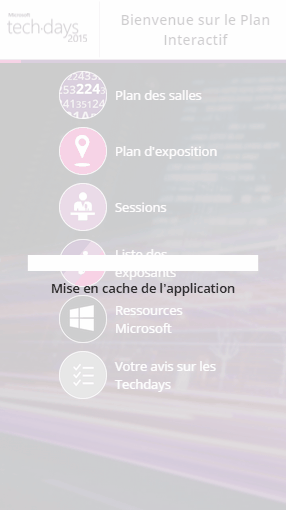 Microsoft
tech·days
2015
Bienvenue sur le Plan
Interactif
224
Plan des salles
Plan d'exposition
Sessions
Liste des
exposants
Mise en cache de l'application
Ressources
Microsoft
Votre avis sur les
Techdays